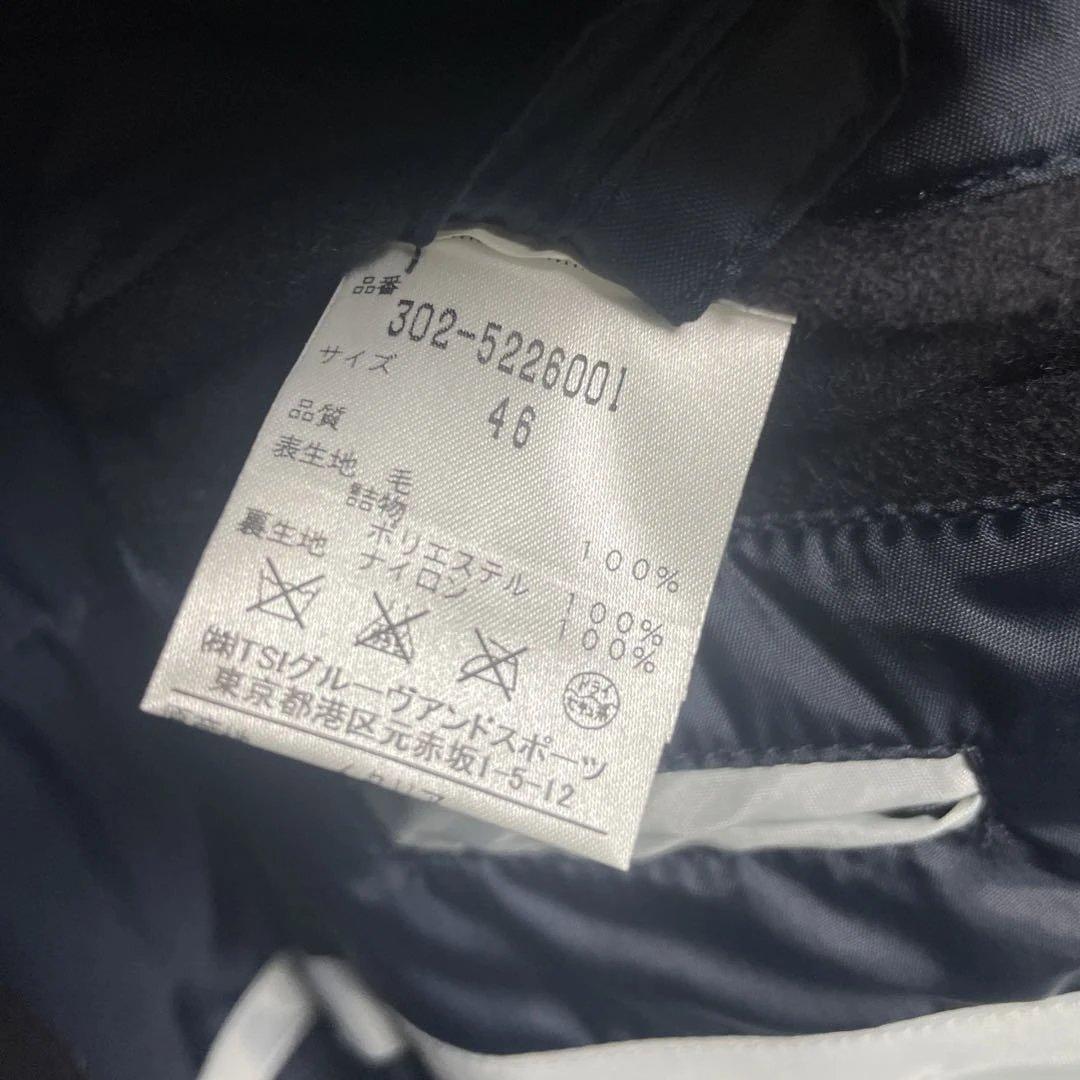 品番
302-5226001
サイズ
46
品質
表生地 毛 100%
詰物 ポリエステル 100%
裏生地 ナイロン 100%
ドライ
(株)TSIグルーヴアンドスポーツ
東京都港区元赤坂1-5-12